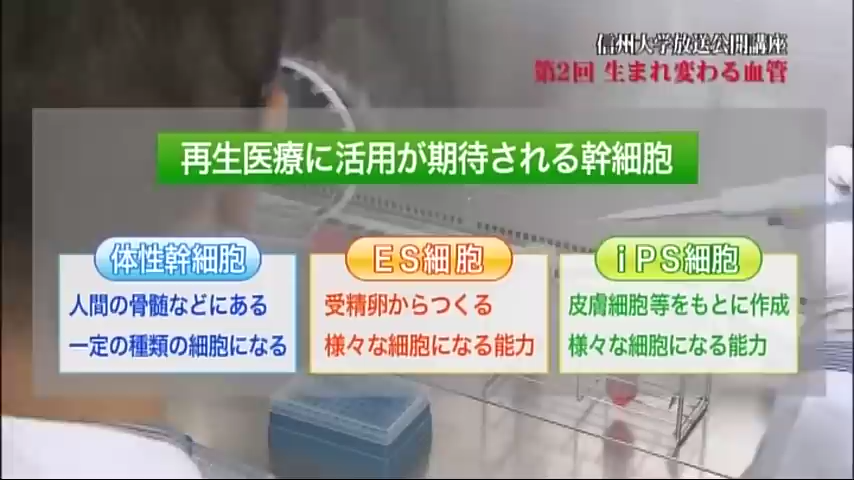 信州大学放送公開講座
第2回 生まれ変わる血管
再生医療に活用が期待される幹細胞
体性幹細胞
人間の骨髄などにある
一定の種類の細胞になる
ES細胞
受精卵からつくる
様々な細胞になる能力
iPS細胞
皮膚細胞等をもとに作成
様々な細胞になる能力